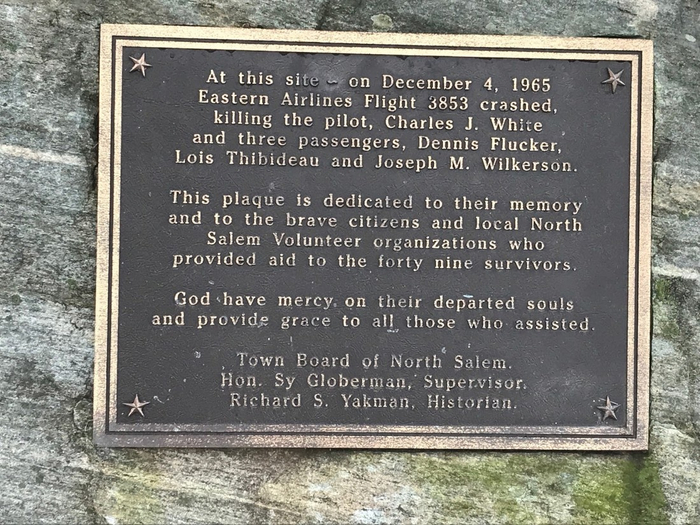 At this site - on December 4, 1965
Eastern Airlines Flight 3853 crashed,
killing the pilot, Charles J. White
and three passengers, Dennis Flucker,
Lois Thibideau and Joseph M. Wilkerson.
This plaque is dedicated to their memory
and to the brave citizens and local North
Salem Volunteer organizations who
provided aid to the forty nine survivors.
God have mercy on their departed souls
and provide grace to all those who assisted.
Town Board of North Salem.
Hon. Sy Globerman, Supervisor.
Richard S. Yakman, Historian.